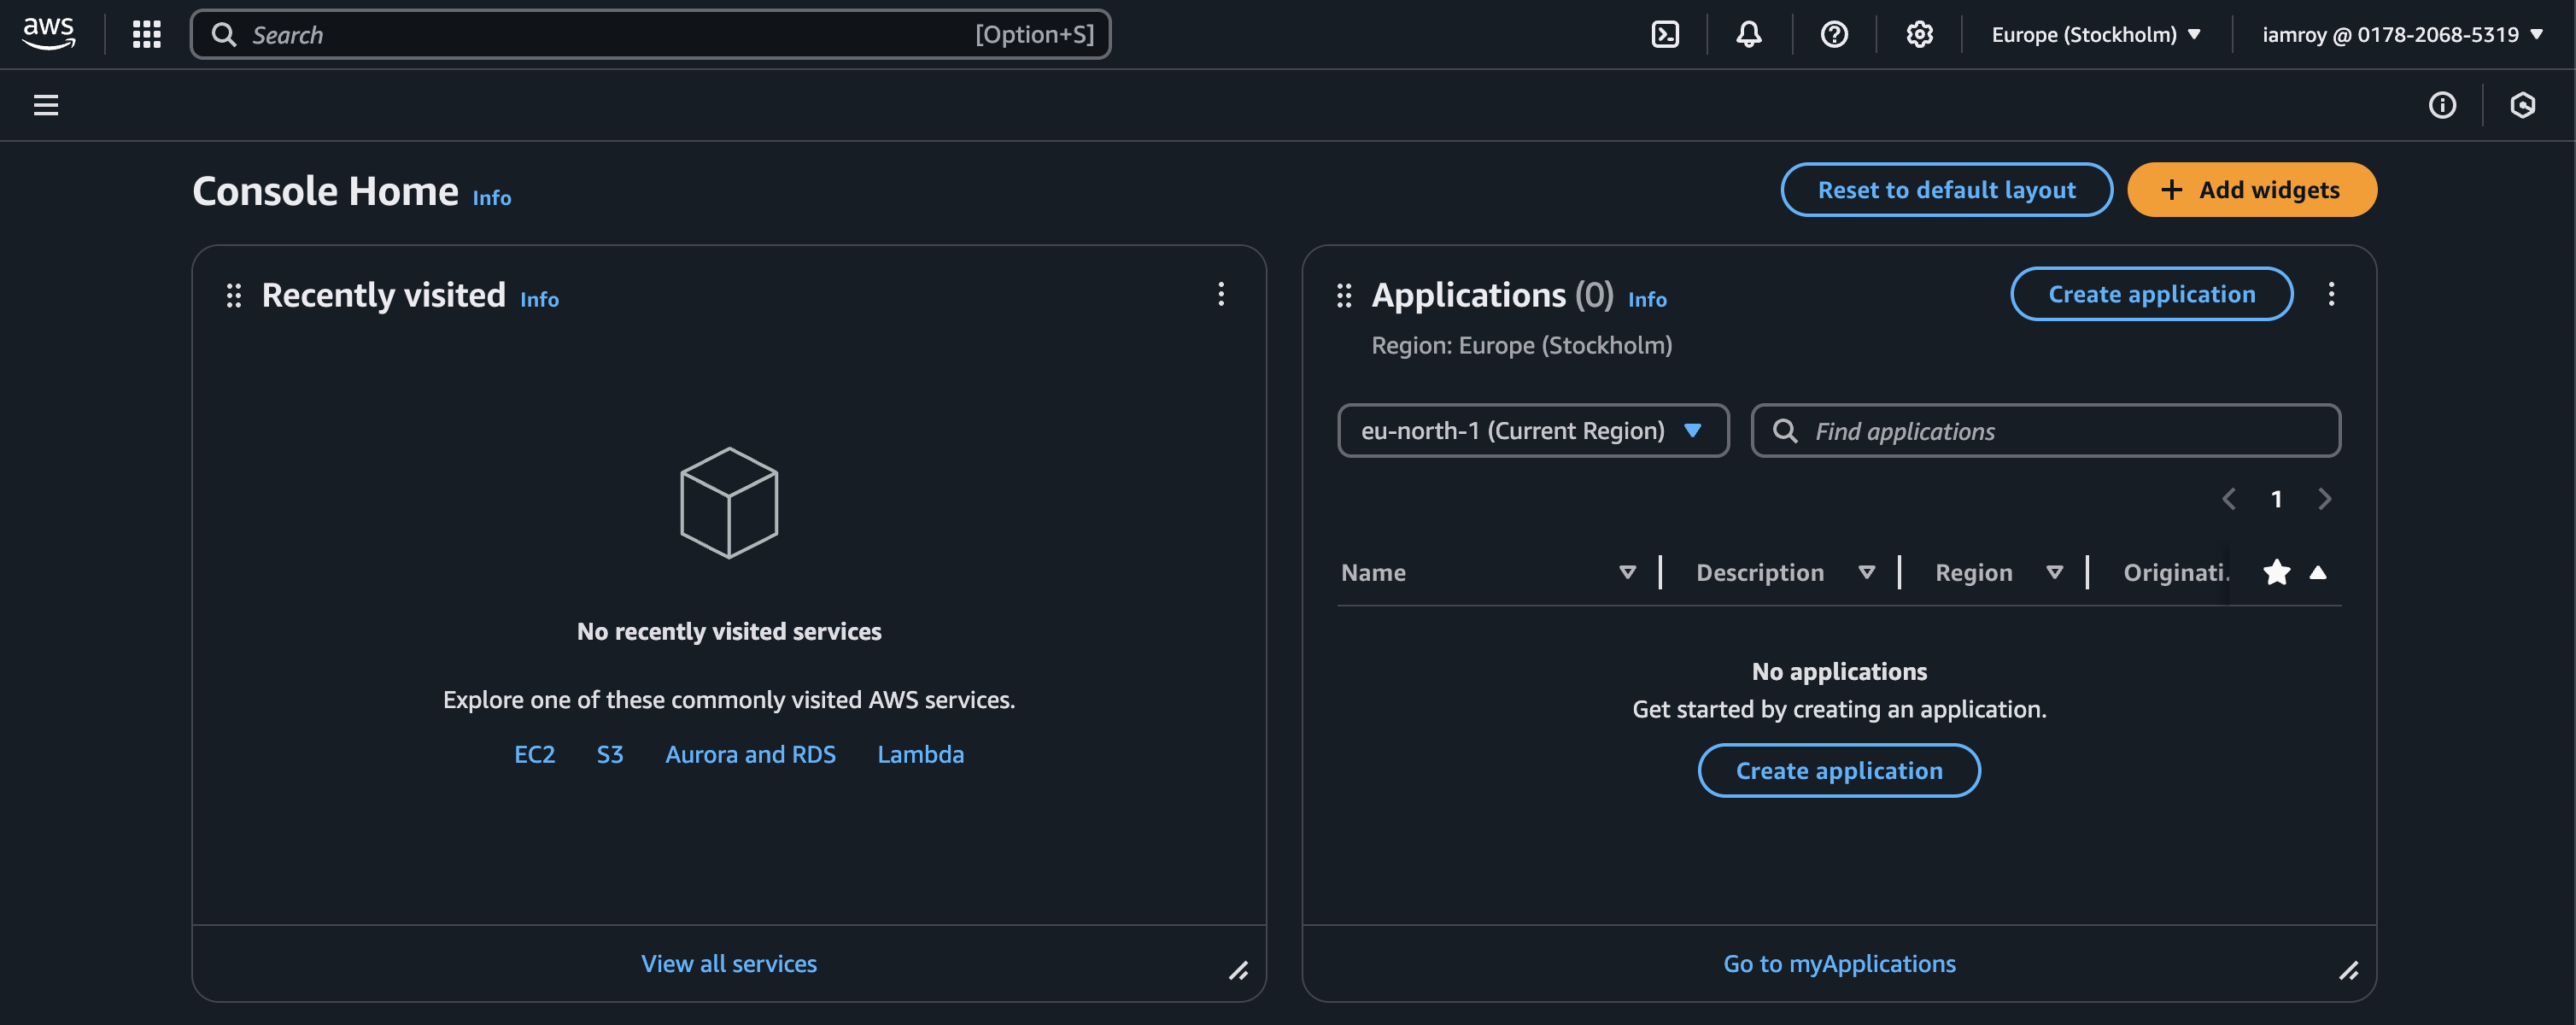 aws Search [Option+S] Europe (Stockholm) iamroy @ 0178-2068-5319
Console Home Info
Reset to default layout
+ Add widgets
Recently visited Info
No recently visited services
Explore one of these commonly visited AWS services.
EC2 S3 Aurora and RDS Lambda
View all services
Applications (0) Info
Create application
Region: Europe (Stockholm)
eu-north-1 (Current Region)
Find applications
1
Name Description Region Originati.
No applications
Get started by creating an application.
Create application
Go to myApplications